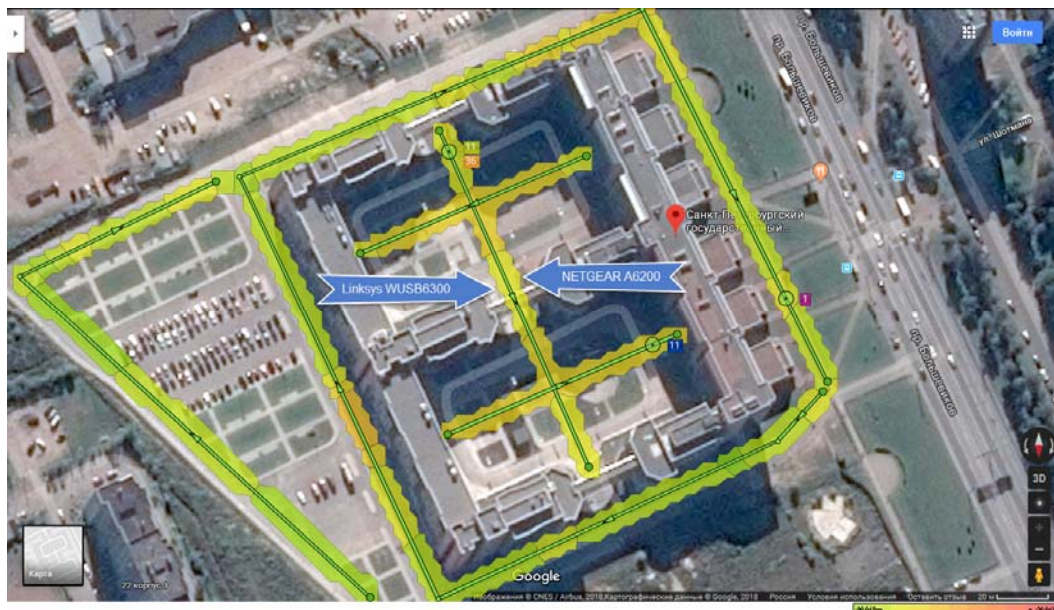 Войти
пр. Большевиков
пр. Большевиков
ул. Шотмана
11
36
Санкт-Петербургский
государственный...
Linksys WUSB6300
NETGEAR A6200
1
11
пр. Большевиков
3D
Карта
22 корпус 4
Google
Изображения © CNES / Airbus, 2018,Картографические данные © Google, 2018 Россия Условия использования Оставить отзыв 20 м